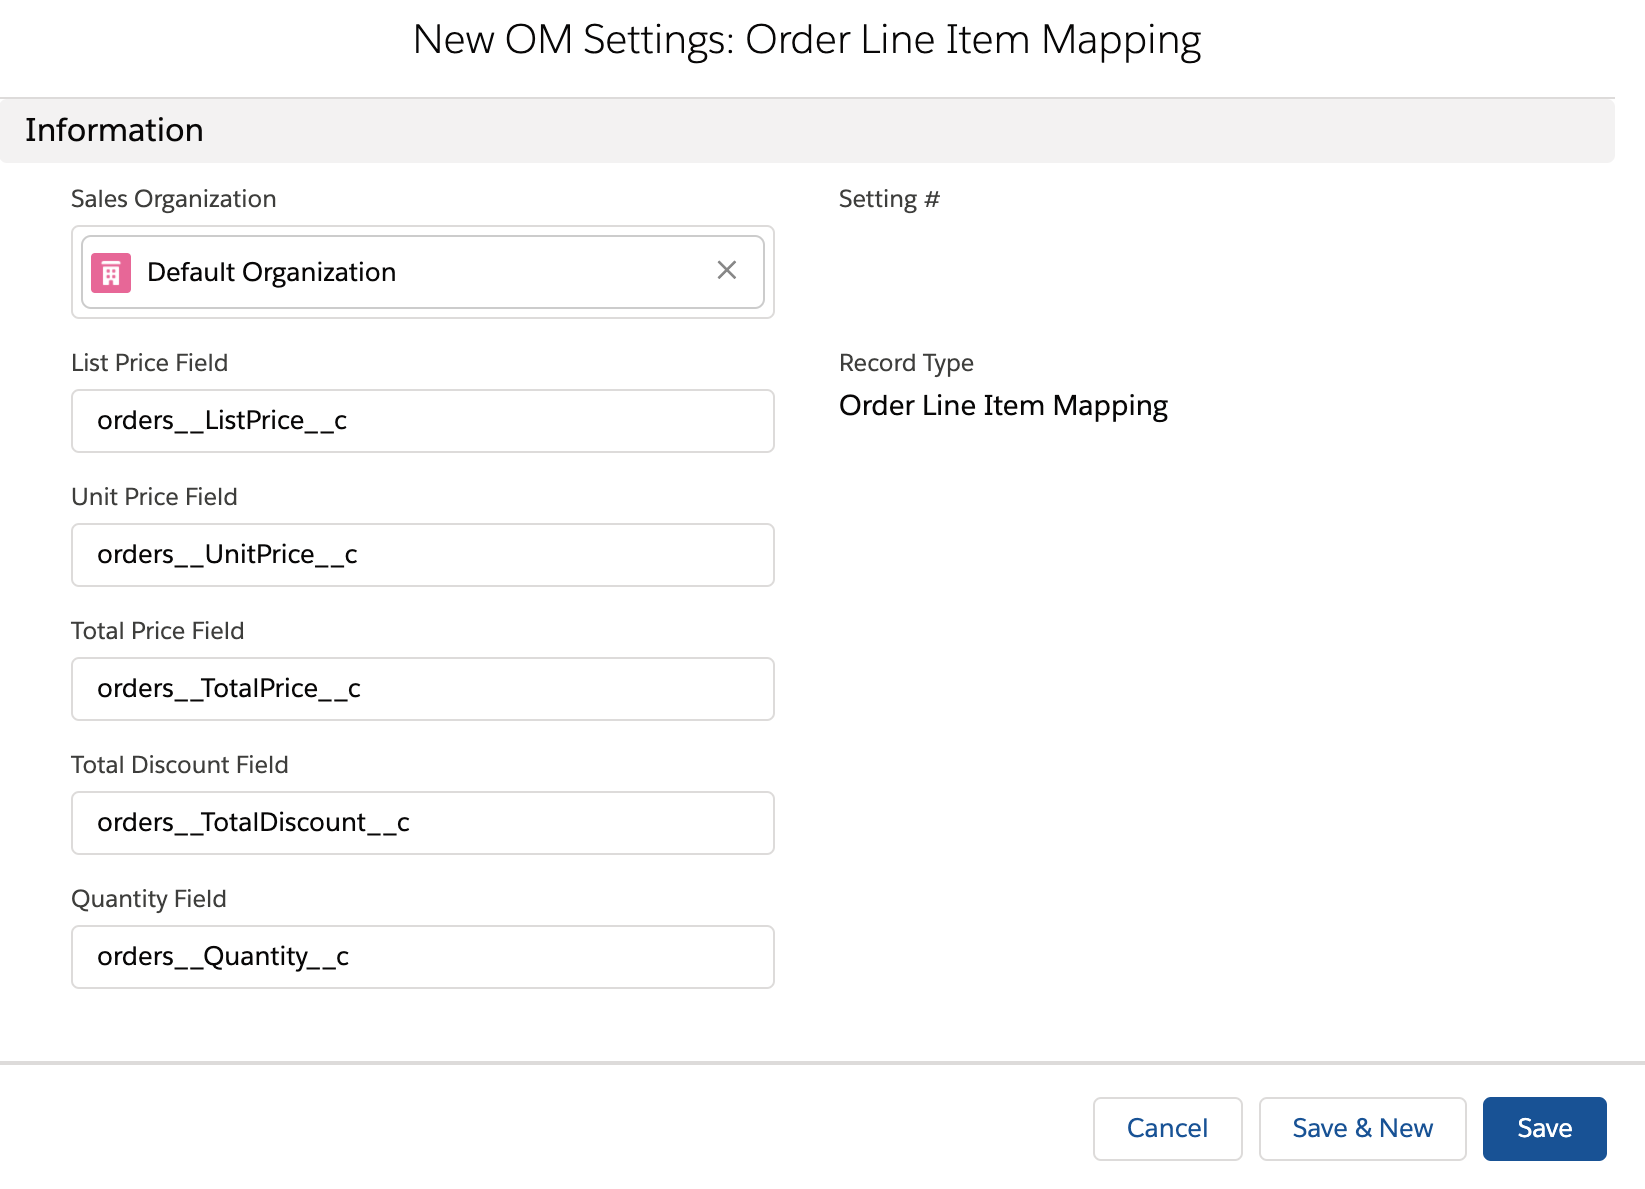 New OM Settings: Order Line Item Mapping
Information
Sales Organization
Default Organization
Setting #
List Price Field
orders__ListPrice__c
Record Type
Order Line Item Mapping
Unit Price Field
orders__UnitPrice__c
Total Price Field
orders__TotalPrice__c
Total Discount Field
orders__TotalDiscount__c
Quantity Field
orders__Quantity__c
Cancel
Save & New
Save